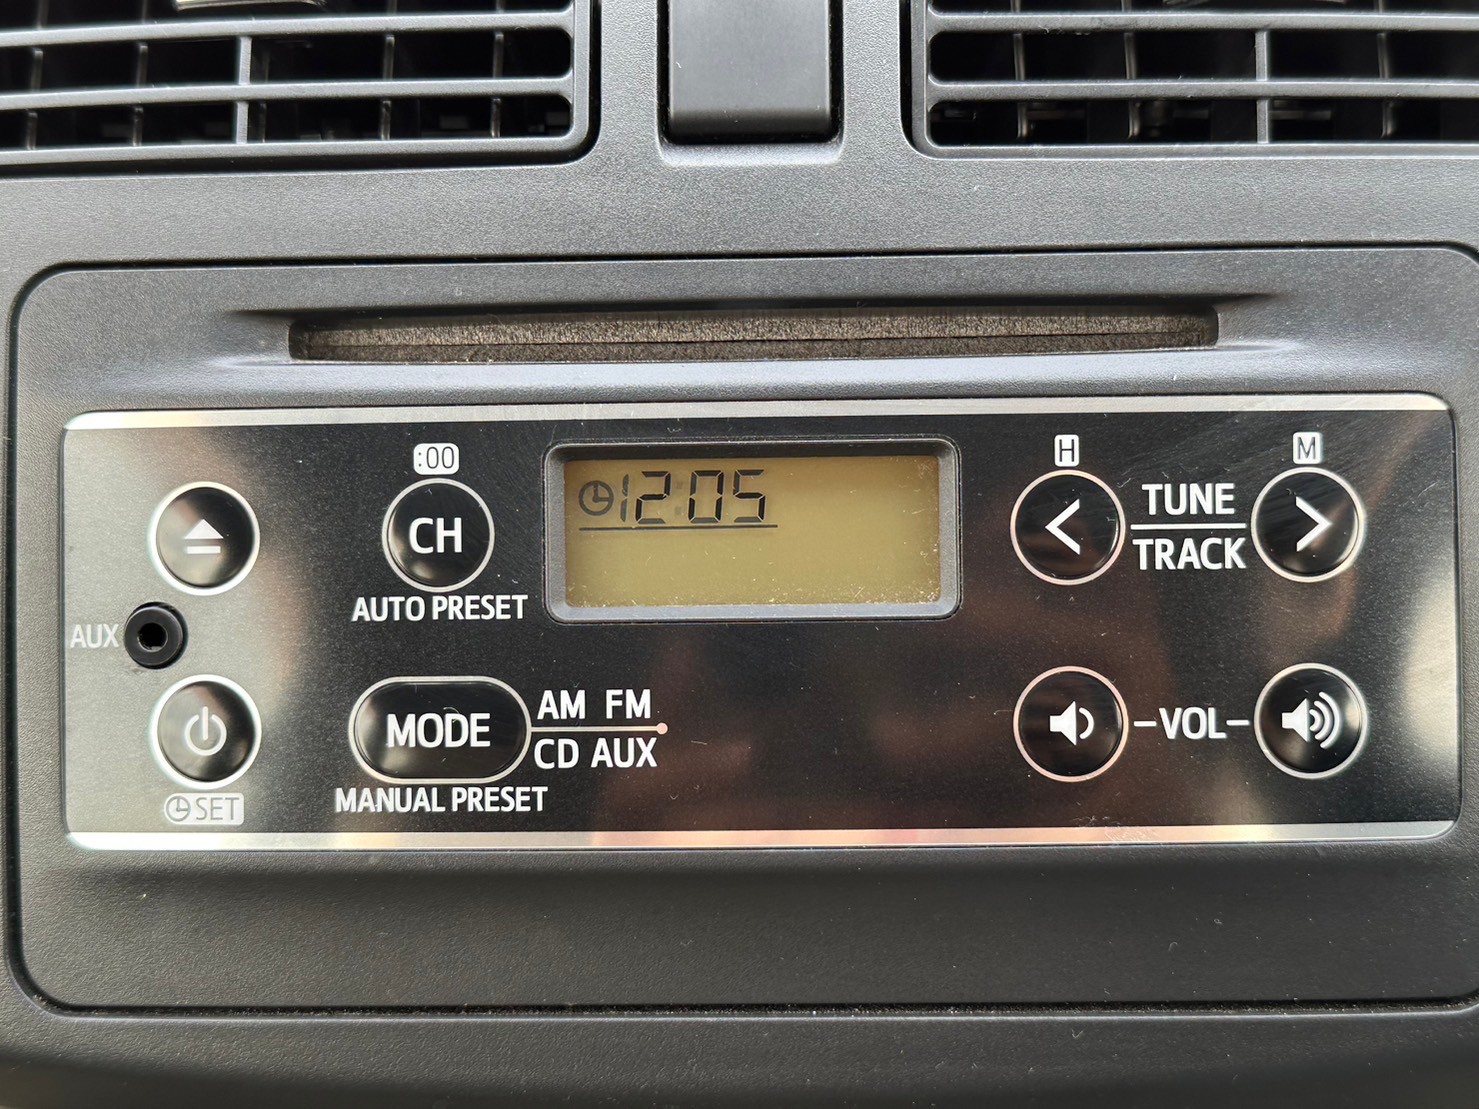 :00
CH
AUTO PRESET
12:05
H
TUNE
TRACK
M
AUX
SET
MODE
AM FM
CD AUX
MANUAL PRESET
-VOL-